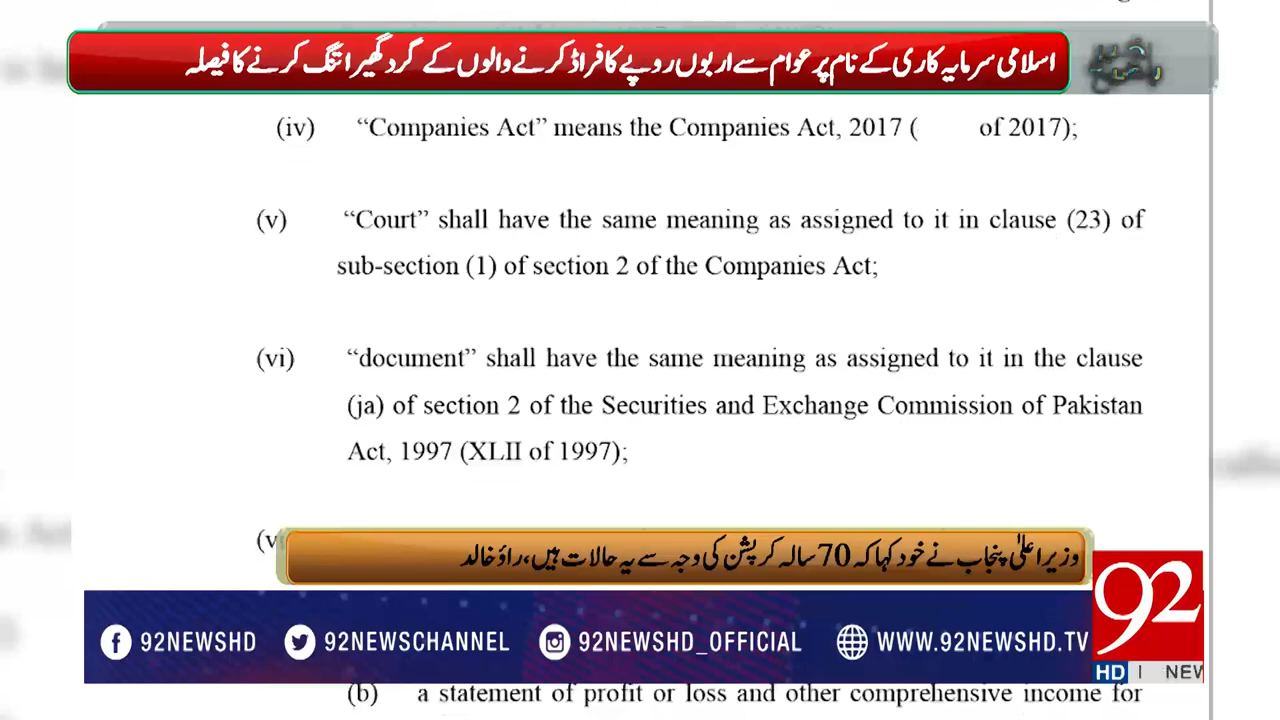 اسلامی سرمایہ کاری کے نام پر عوام سے اربوں روپے کا فراڈ کرنے والوں کے گرد گھیرا تنگ کرنے کا فیصلہ
(iv) “Companies Act” means the Companies Act, 2017 ( of 2017);
(v) “Court” shall have the same meaning as assigned to it in clause (23) of
sub-section (1) of section 2 of the Companies Act;
(vi) “document” shall have the same meaning as assigned to it in the clause
(ja) of section 2 of the Securities and Exchange Commission of Pakistan
Act, 1997 (XLII of 1997);
(v
وزیراعلیٰ پنجاب نے خود کہا کہ 70 سالہ کرپشن کی وجہ سے یہ حالات ہیں، راؤ خالد
92NEWSHD 92NEWSCHANNEL 92NEWSHD_OFFICIAL WWW.92NEWSHD.TV
92
HD NEW
(b) a statement of profit or loss and other comprehensive income for